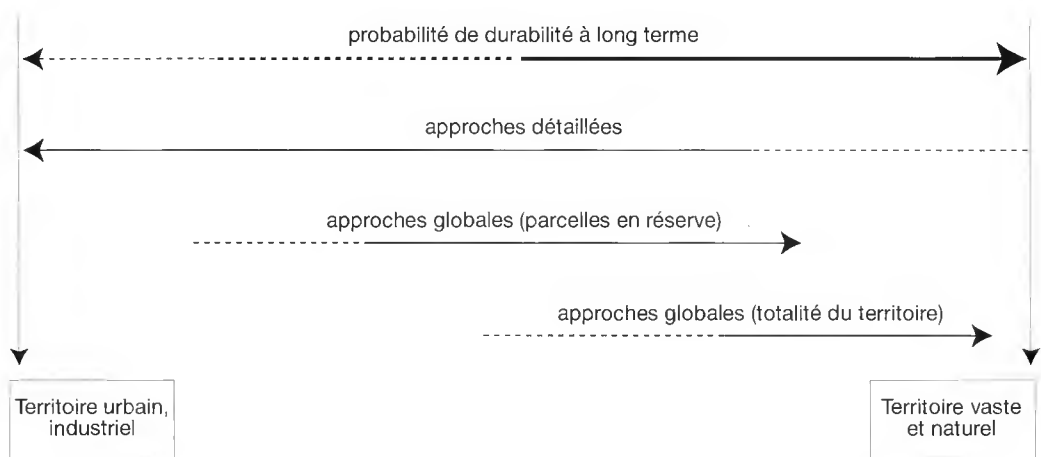 probabilité de durabilité à long terme
approches détaillées
approches globales (parcelles en réserve)
approches globales (totalité du territoire)
Territoire urbain,
industriel
Territoire vaste
et naturel